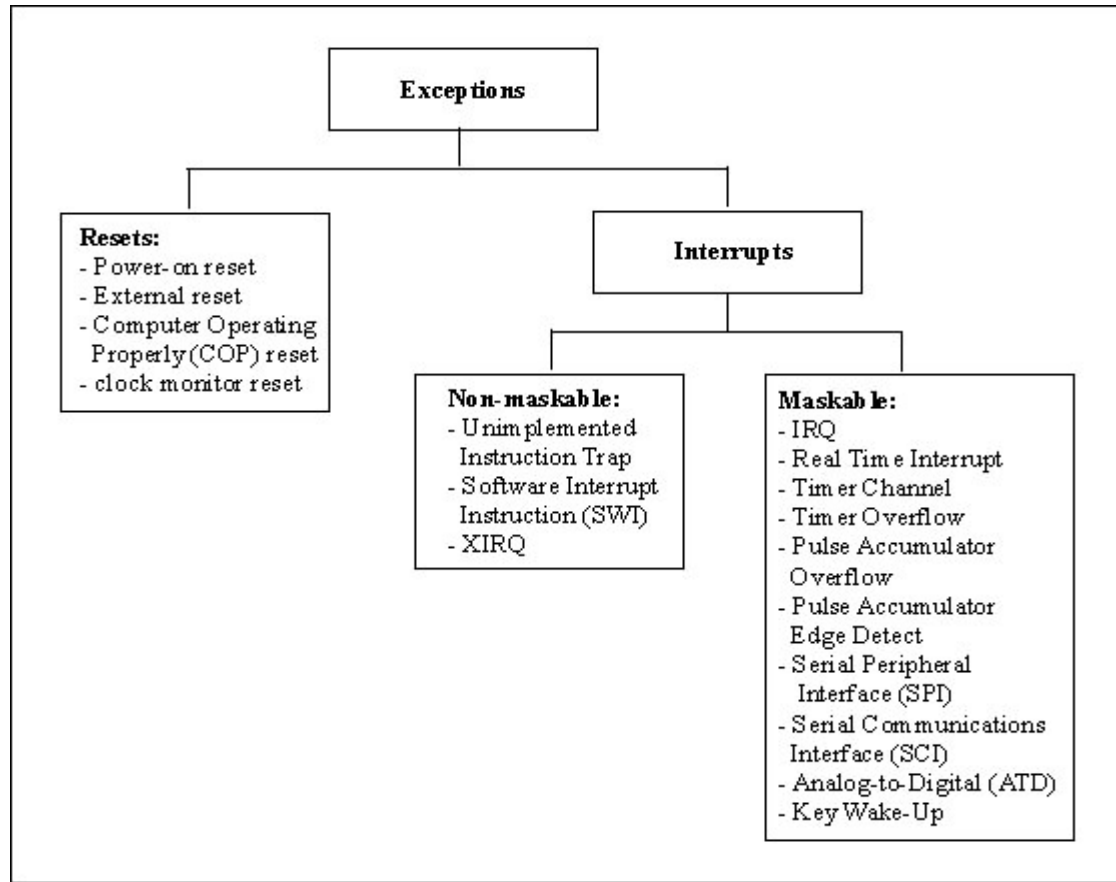 Exceptions
Resets:
- Power-on reset
- External reset
- Computer Operating
Properly (COP) reset
- clock monitor reset
Interrupts
Non-maskable:
- Unimplemented
Instruction Trap
- Software Interrupt
Instruction (SWI)
- XIRQ
Maskable:
- IRQ
- Real Time Interrupt
- Timer Channel
- Timer Overflow
- Pulse Accumulator
Overflow
- Pulse Accumulator
Edge Detect
- Serial Peripheral
Interface (SPI)
- Serial Communications
Interface (SCI)
- Analog-to-Digital (ATD)
- Key Wake-Up